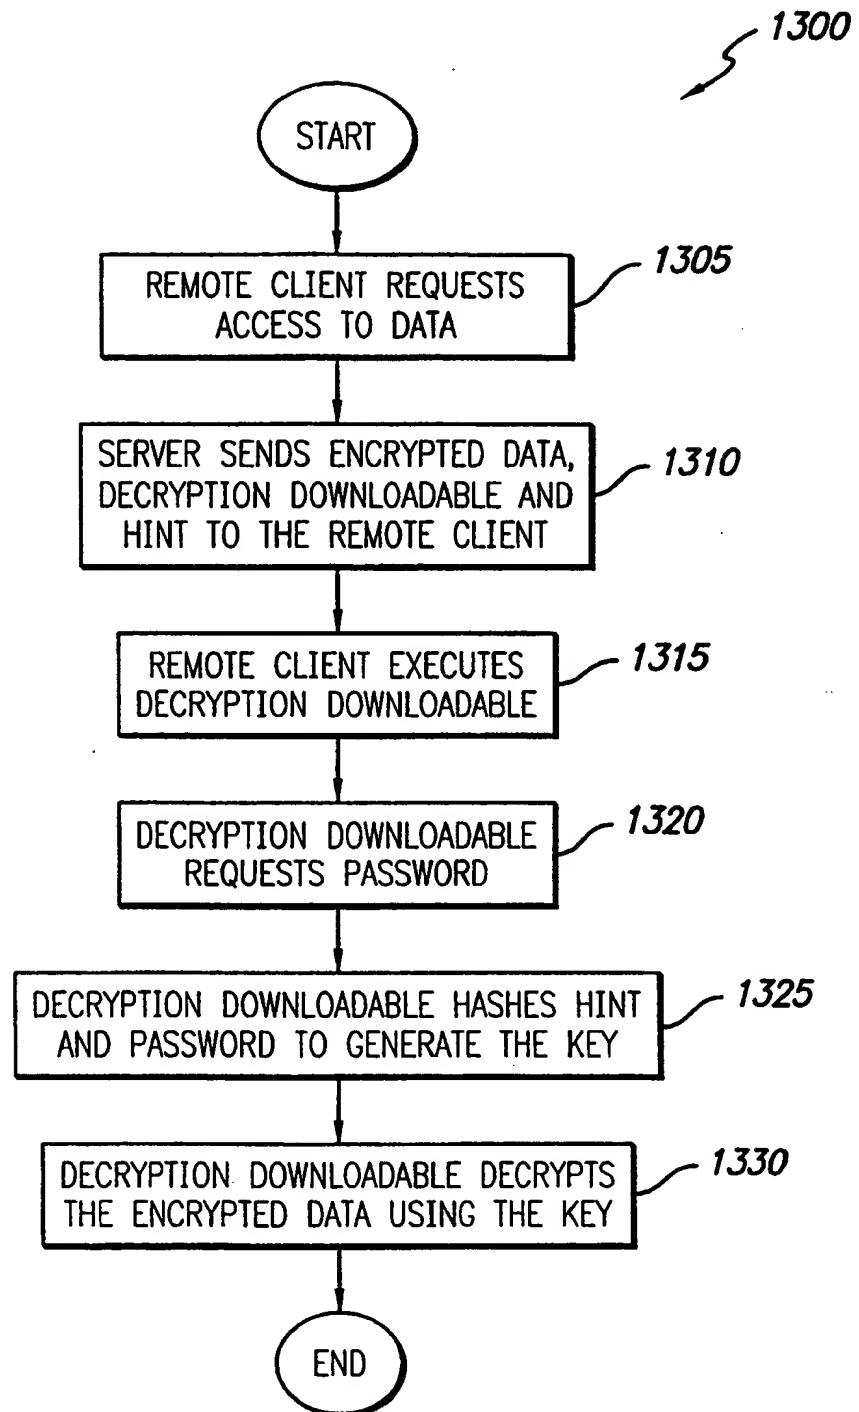 1300
START
1305
REMOTE CLIENT REQUESTS
ACCESS TO DATA
1310
SERVER SENDS ENCRYPTED DATA,
DECRYPTION DOWNLOADABLE AND
HINT TO THE REMOTE CLIENT
1315
REMOTE CLIENT EXECUTES
DECRYPTION DOWNLOADABLE
1320
DECRYPTION DOWNLOADABLE
REQUESTS PASSWORD
1325
DECRYPTION DOWNLOADABLE HASHES HINT
AND PASSWORD TO GENERATE THE KEY
1330
DECRYPTION DOWNLOADABLE DECRYPTS
THE ENCRYPTED DATA USING THE KEY
END